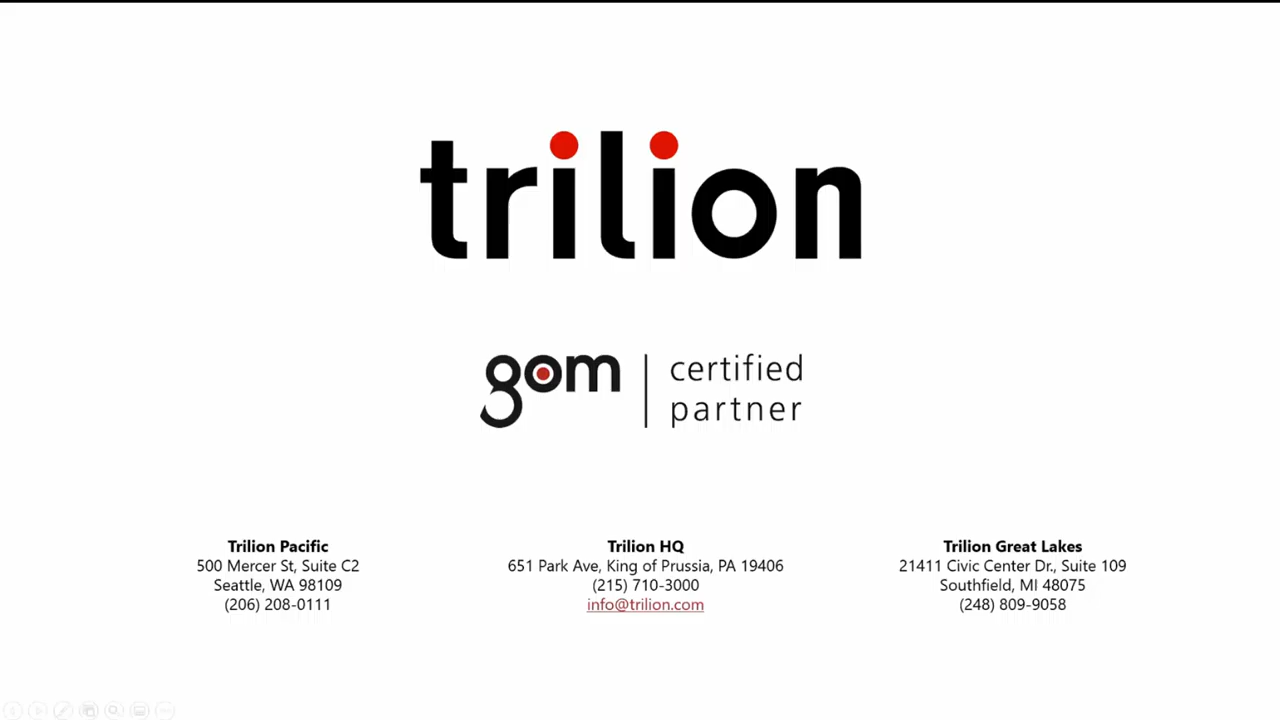 trilion
gom | certified
partner
Trilion Pacific
500 Mercer St, Suite C2
Seattle, WA 98109
(206) 208-0111
Trilion HQ
651 Park Ave, King of Prussia, PA 19406
(215) 710-3000
info@trilion.com
Trilion Great Lakes
21411 Civic Center Dr., Suite 109
Southfield, MI 48075
(248) 809-9058